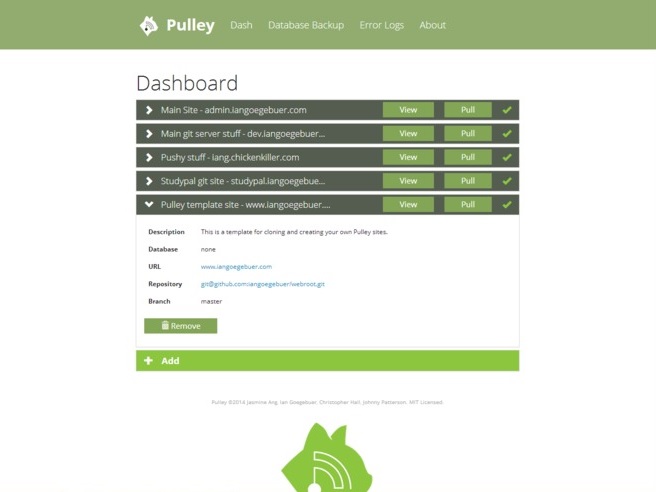 Pulley Dash Database Backup Error Logs About
Dashboard
Main Site - admin.iangoegebuer.com View Pull
Main git server stuff - dev.iangoegebuer... View Pull
Pushy stuff - iang.chickenkiller.com View Pull
Studypal git site - studypal.iangoegebue... View Pull
Pulley template site - www.iangoegebuer.... View Pull
Description This is a template for cloning and creating your own Pulley sites.
Database none
URL www.iangoegebuer.com
Repository git@github.com:iangoegebuer/webroot.git
Branch master
Remove
Add
Pulley ©2014 Jasmine Ang, Ian Goegebuer, Christopher Hall, Johnny Patterson. MIT Licensed